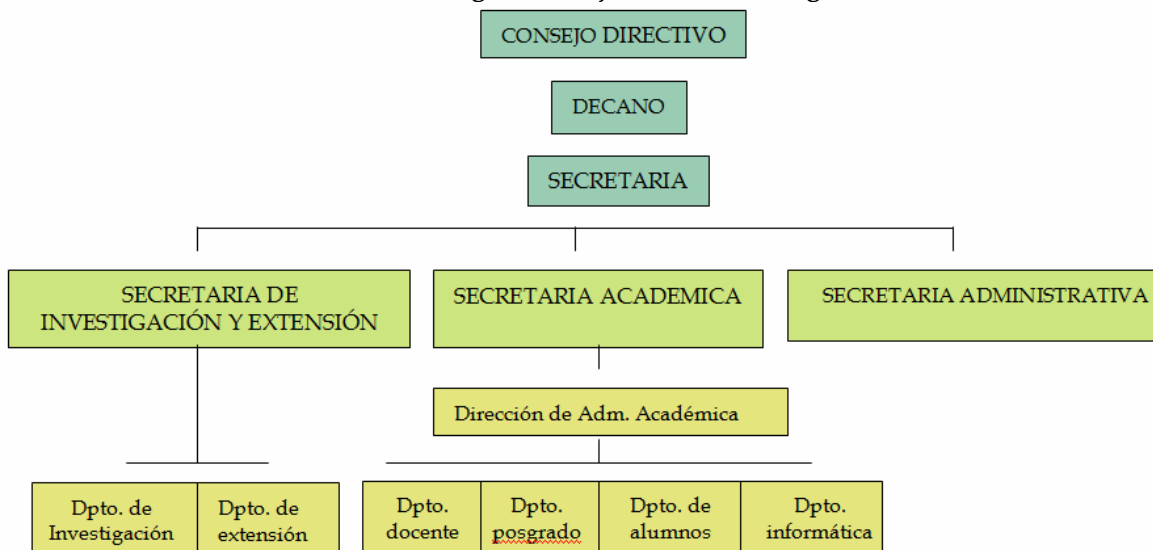 CONSEJO DIRECTIVO
DECANO
SECRETARIA
SECRETARIA DE
INVESTIGACIÓN Y EXTENSIÓN
SECRETARIA ACADEMICA
SECRETARIA ADMINISTRATIVA
Dirección de Adm. Académica
Dpto. de
Investigación
Dpto. de
extensión
Dpto.
docente
Dpto.
posgrado
Dpto. de
alumnos
Dpto.
informática